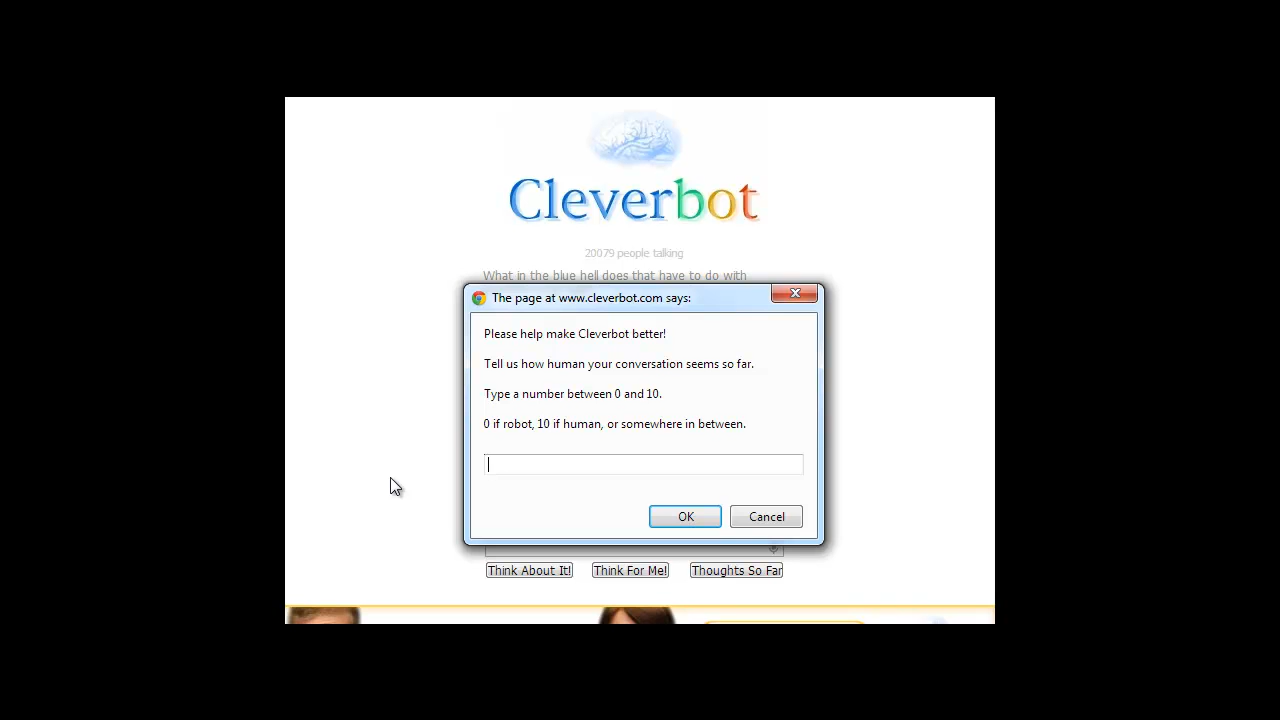 Cleverbot
20079 people talking
What in the blue hell does that have to do with
The page at www.cleverbot.com says:
Please help make Cleverbot better!
Tell us how human your conversation seems so far.
Type a number between 0 and 10.
0 if robot, 10 if human, or somewhere in between.
OK Cancel
Think About It! Think For Me! Thoughts So Far